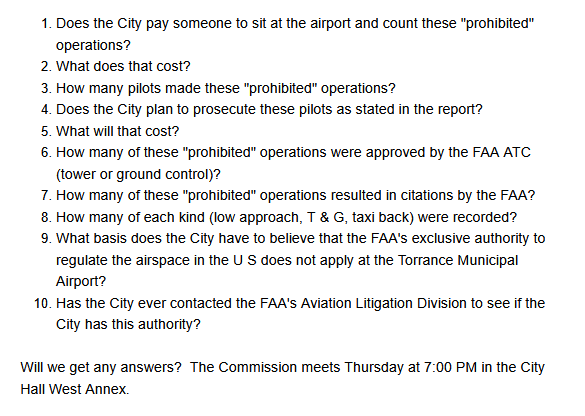 1. Does the City pay someone to sit at the airport and count these "prohibited"
operations?
2. What does that cost?
3. How many pilots made these "prohibited" operations?
4. Does the City plan to prosecute these pilots as stated in the report?
5. What will that cost?
6. How many of these "prohibited" operations were approved by the FAA ATC
(tower or ground control)?
7. How many of these "prohibited" operations resulted in citations by the FAA?
8. How many of each kind (low approach, T & G, taxi back) were recorded?
9. What basis does the City have to believe that the FAA's exclusive authority to
regulate the airspace in the U S does not apply at the Torrance Municipal
Airport?
10. Has the City ever contacted the FAA's Aviation Litigation Division to see if the
City has this authority?
Will we get any answers?  The Commission meets Thursday at 7:00 PM in the City
Hall West Annex.